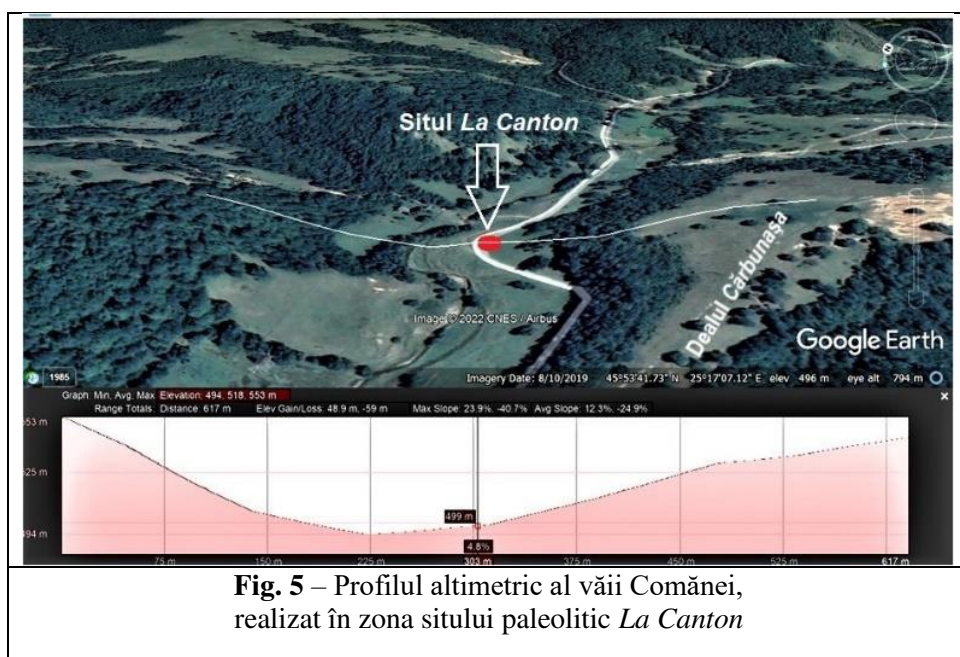 Situl La Canton
Dealul Cărbunașa
Image © 2022 CNES / Airbus
Google Earth
1985
Imagery Date: 8/10/2019 45°53'41.73" N 25°17'07.12" E elev 496 m eye alt 794 m
Graph: Min, Avg, Max Elevation: 494, 518, 553 m
Range Totals: Distance: 617 m Elev Gain/Loss: 48.9 m, -59 m Max Slope: 23.9%, -40.7% Avg Slope: 12.3%, -24.9%
553 m
525 m
499 m
494 m
4.8%
75 m 150 m 225 m 303 m 375 m 450 m 525 m 617 m
Fig. 5 – Profilul altimetric al văii Comănei,
realizat în zona sitului paleolitic La Canton